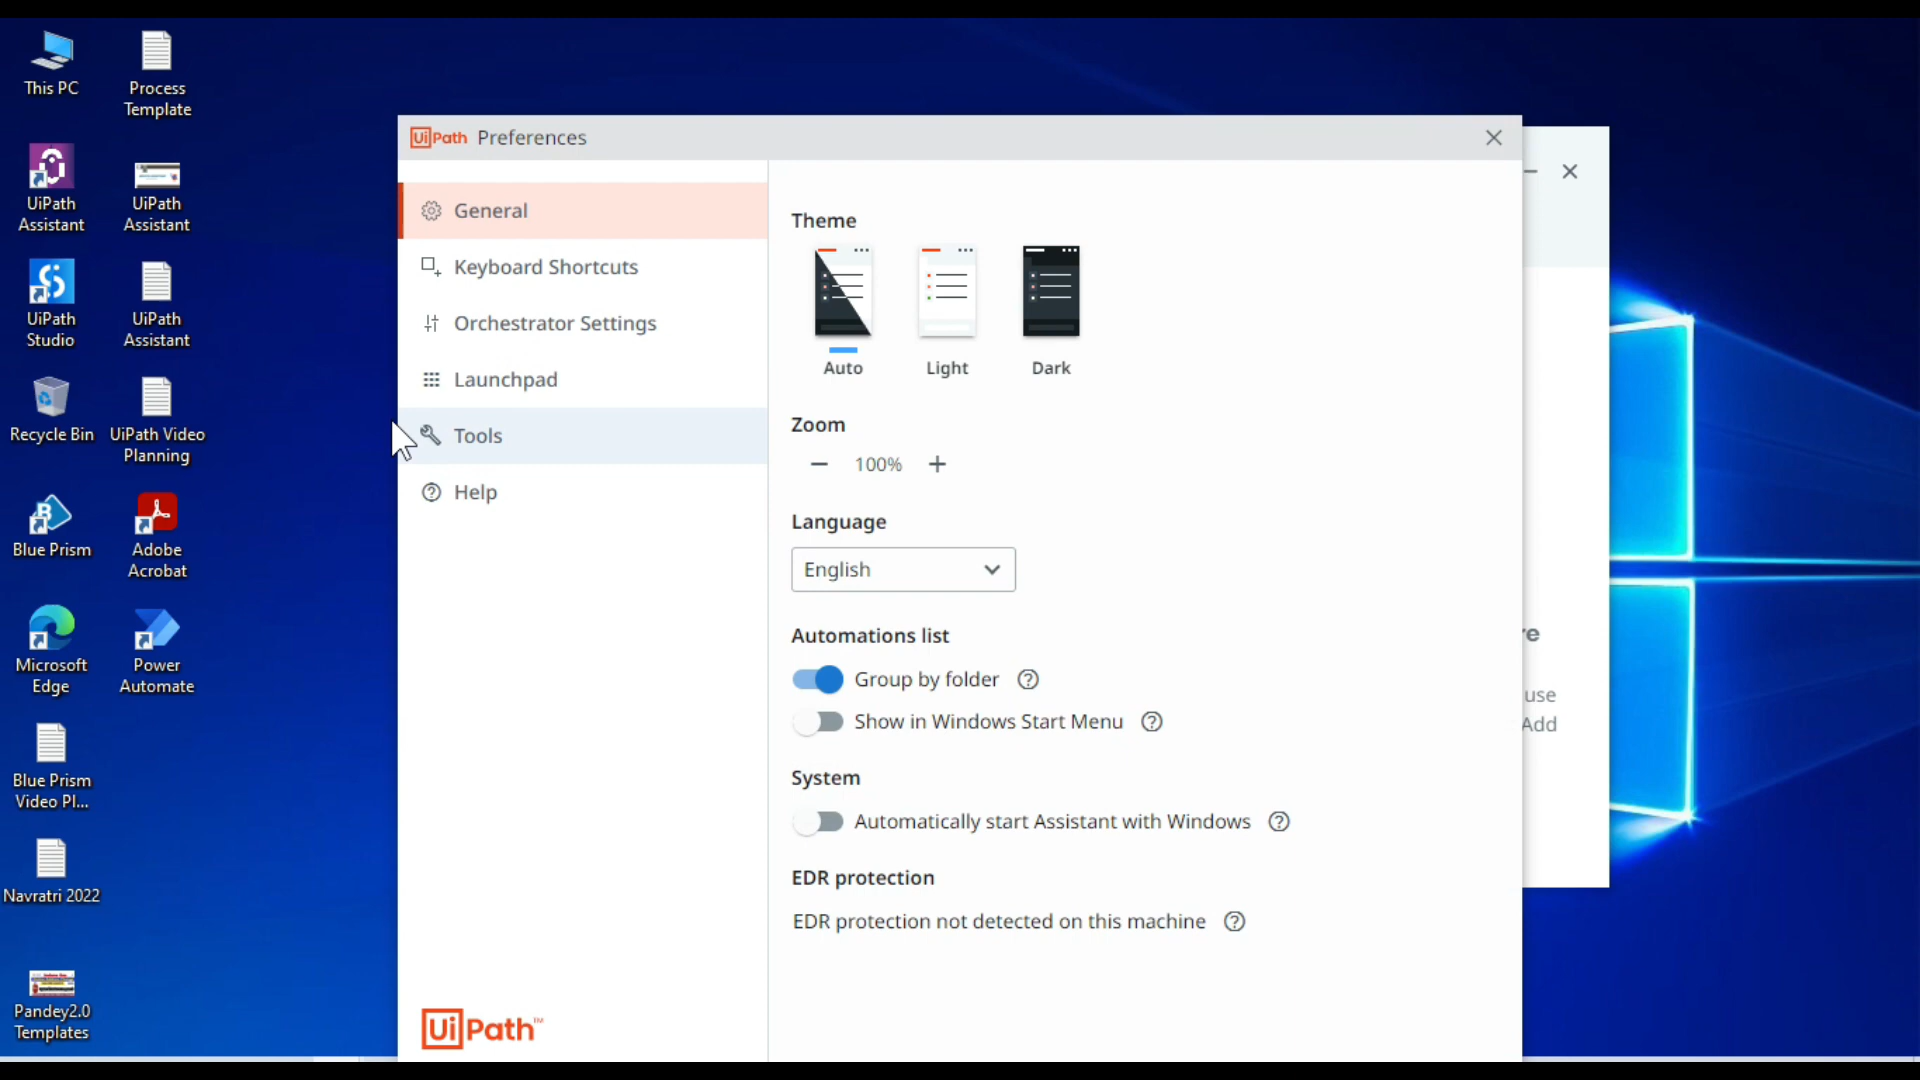 This PC
Process
Template
UiPath
Assistant
UiPath
Assistant
UiPath
Studio
UiPath
Assistant
Recycle Bin
UiPath Video
Planning
Blue Prism
Adobe
Acrobat
Microsoft
Edge
Power
Automate
Blue Prism
Video Pl...
Navratri 2022
Pandey2.0
Templates
UiPath Preferences
General
Keyboard Shortcuts
Orchestrator Settings
Launchpad
Tools
Help
UiPath™
Theme
Auto
Light
Dark
Zoom
100%
Language
English
Automations list
Group by folder
Show in Windows Start Menu
System
Automatically start Assistant with Windows
EDR protection
EDR protection not detected on this machine
re
use
Add